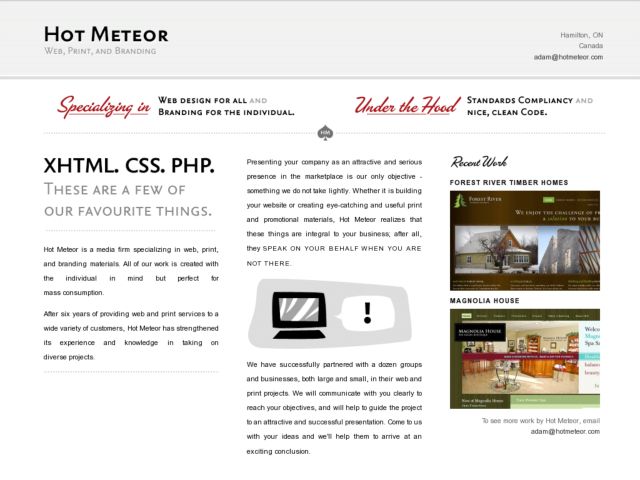 Hot Meteor
Web, Print, and Branding
Hamilton, ON
Canada
adam@hotmeteor.com
Specializing in
Web design for all and
Branding for the individual.
Under the Hood
Standards Compliancy and
nice, clean Code.
HM
XHTML. CSS. PHP.
These are a few of
our favourite things.
Hot Meteor is a media firm specializing in web, print,
and branding materials. All of our work is created with
the individual in mind but perfect for
mass consumption.
After six years of providing web and print services to a
wide variety of customers, Hot Meteor has strengthened
its experience and knowledge in taking on
diverse projects.
Presenting your company as an attractive and serious
presence in the marketplace is our only objective -
something we do not take lightly. Whether it is building
your website or creating eye-catching and useful print
and promotional materials, Hot Meteor realizes that
these things are integral to your business; after all,
they SPEAK ON YOUR BEHALF WHEN YOU ARE
NOT THERE.
!
We have successfully partnered with a dozen groups
and businesses, both large and small, in their web and
print projects. We will communicate with you clearly to
reach your objectives, and will help to guide the project
to an attractive and successful presentation. Come to us
with your ideas and we'll help them to arrive at an
exciting conclusion.
Recent Work
FOREST RIVER TIMBER HOMES
Forest River
We enjoy the challenge of
a solution to your
MAGNOLIA HOUSE
Magnolia House
Welco
Magn
Spa Sa
balanc
beauty
To see more work by Hot Meteor, email
adam@hotmeteor.com